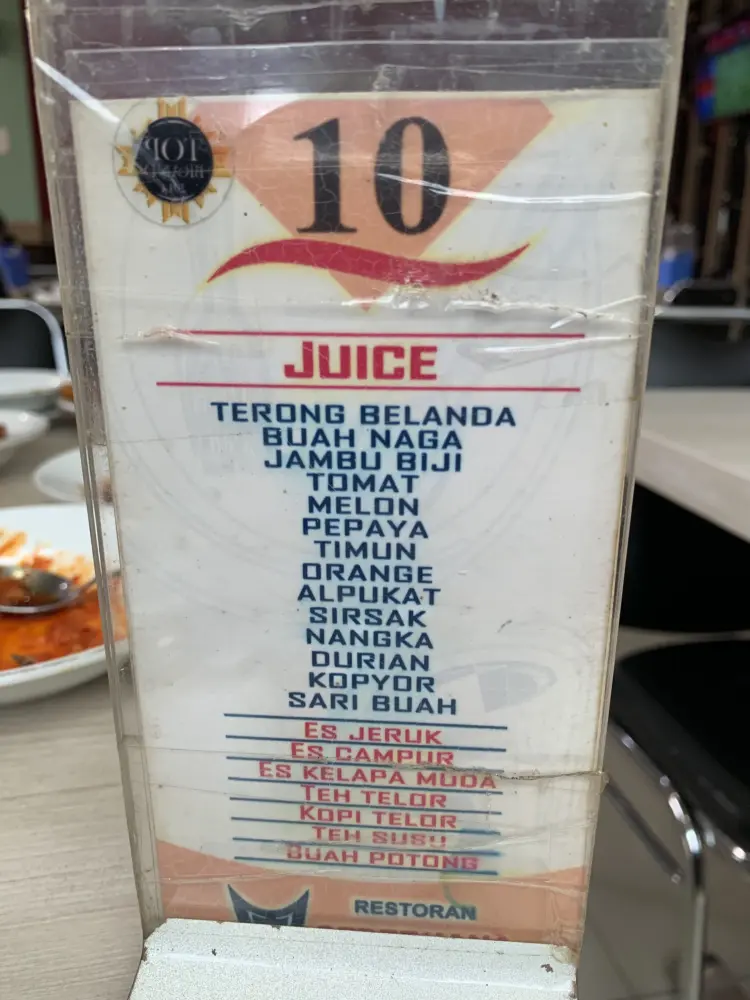 TOP
10
JUICE
TERONG BELANDA
BUAH NAGA
JAMBU BIJI
TOMAT
MELON
PEPAYA
TIMUN
ORANGE
ALPUKAT
SIRSAK
NANGKA
DURIAN
KOPYOR
SARI BUAH
ES JERUK
ES CAMPUR
ES KELAPA MUDA
TEH TELOR
KOPI TELOR
TEH SUSU
BUAH POTONG
RESTORAN